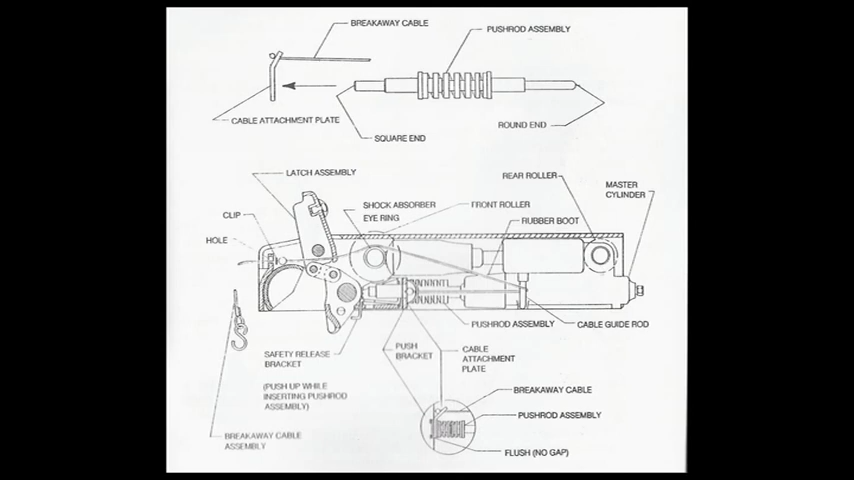 BREAKAWAY CABLE
PUSHROD ASSEMBLY
CABLE ATTACHMENT PLATE
SQUARE END
ROUND END
LATCH ASSEMBLY
REAR ROLLER
MASTER
CYLINDER
SHOCK ABSORBER
EYE RING
FRONT ROLLER
CLIP
RUBBER BOOT
HOLE
PUSHROD ASSEMBLY
CABLE GUIDE ROD
SAFETY RELEASE
BRACKET
PUSH
BRACKET
CABLE
ATTACHMENT
PLATE
(PUSH UP WHILE
INSERTING PUSHROD
ASSEMBLY)
BREAKAWAY CABLE
PUSHROD ASSEMBLY
BREAKAWAY CABLE
ASSEMBLY
FLUSH (NO GAP)